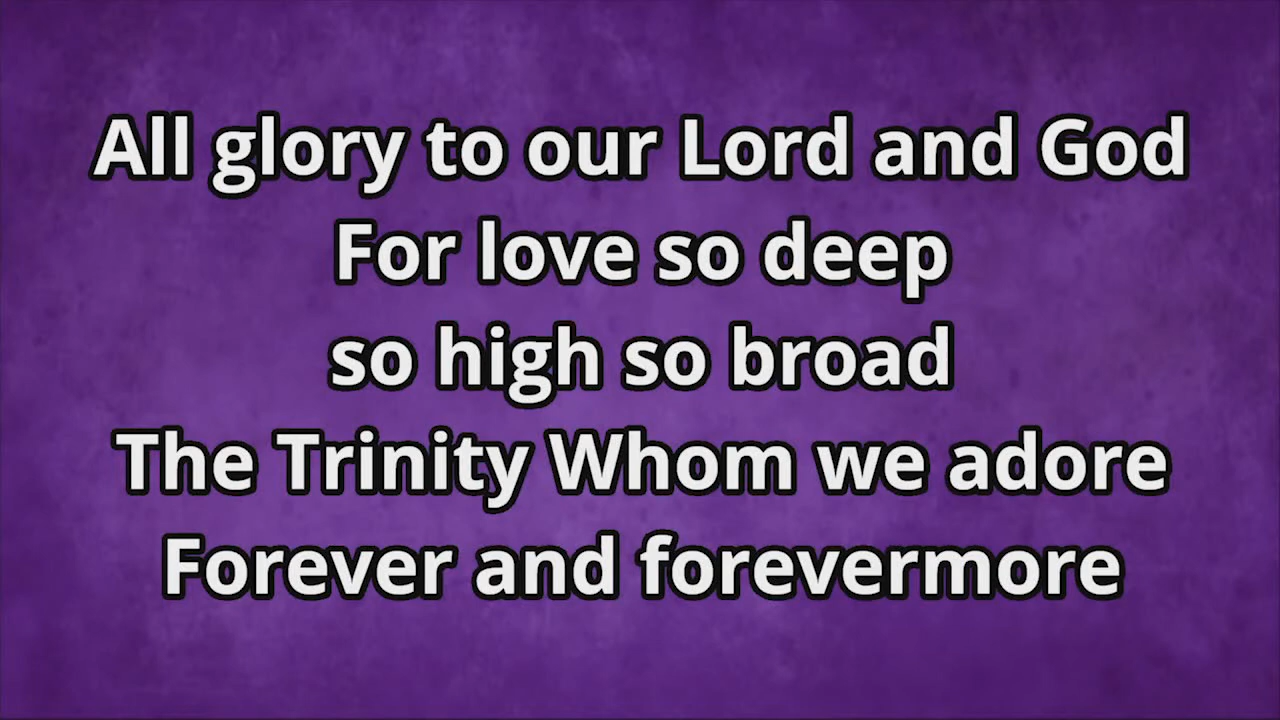 All glory to our Lord and God
For love so deep
so high so broad
The Trinity Whom we adore
Forever and forevermore